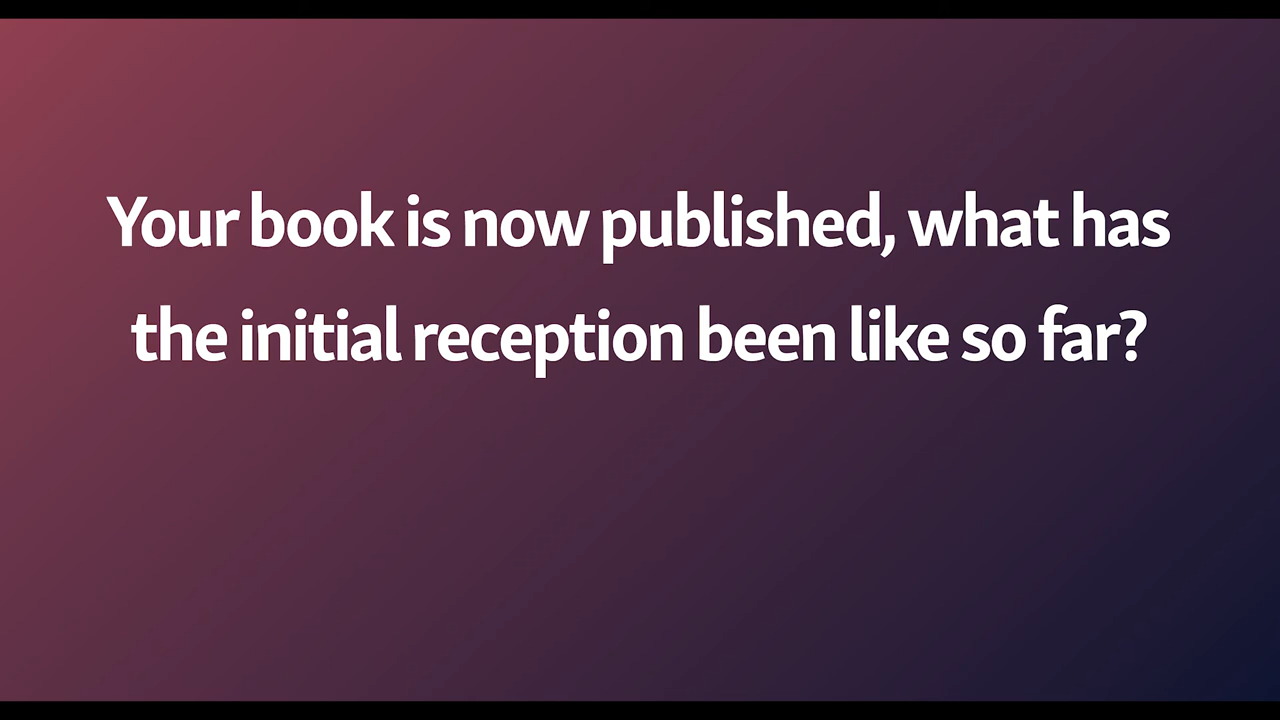 Your book is now published, what has
the initial reception been like so far?